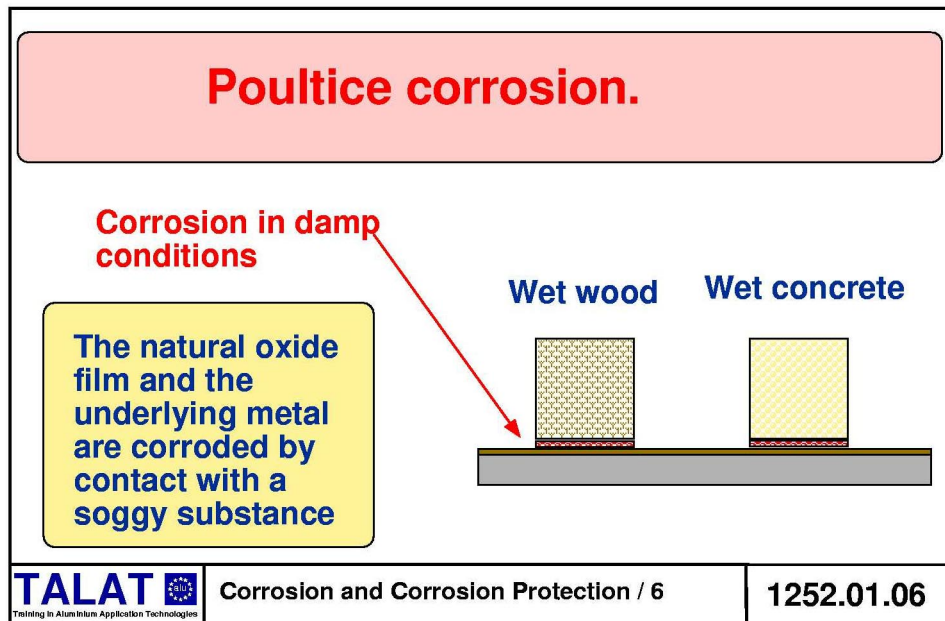 Poultice corrosion.
Corrosion in damp
conditions
Wet wood
Wet concrete
The natural oxide
film and the
underlying metal
are corroded by
contact with a
soggy substance
TALAT
alu
Training in Aluminium Application Technologies
Corrosion and Corrosion Protection / 6
1252.01.06